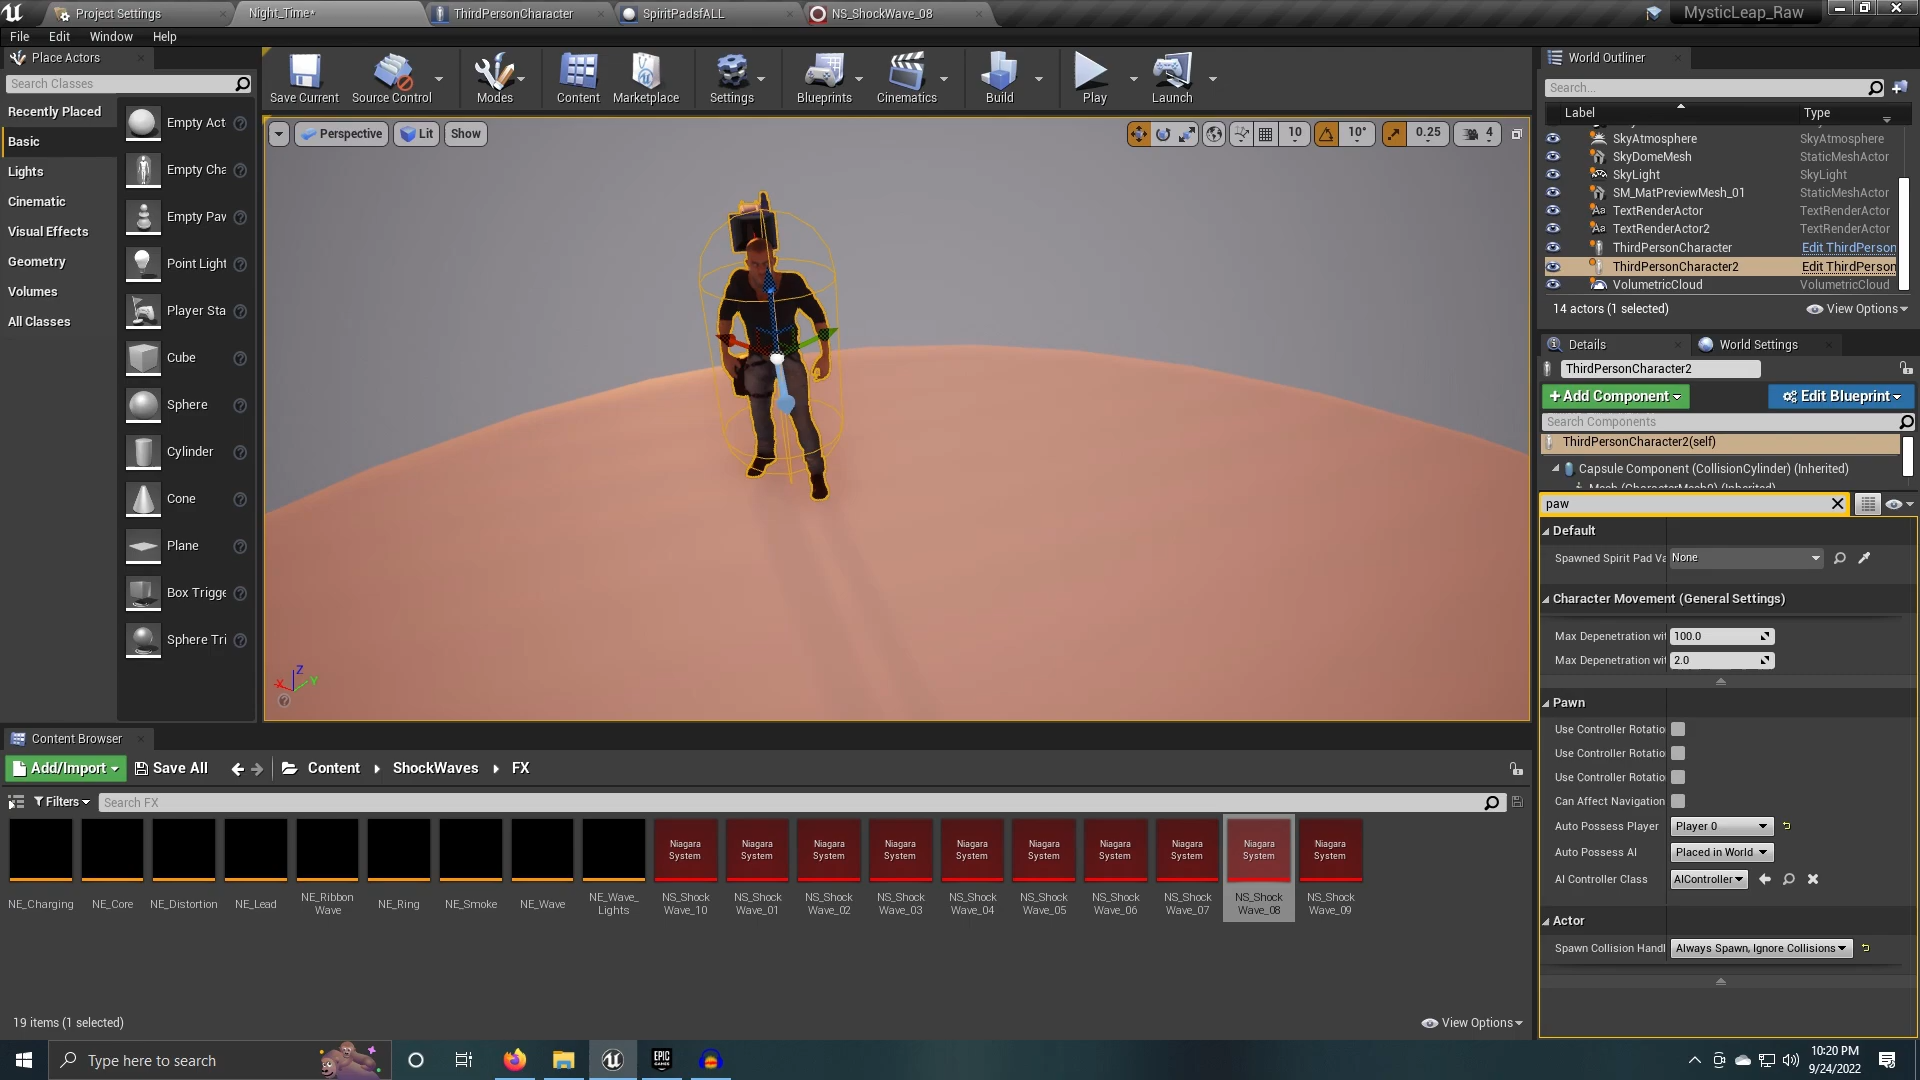 Project Settings
Night_Time*
ThirdPersonCharacter
SpiritPadsfALL
NS_ShockWave_08
MysticLeap_Raw
File
Edit
Window
Help
Place Actors
Search Classes
Recently Placed
Basic
Lights
Cinematic
Visual Effects
Geometry
Volumes
All Classes
Empty Act
Empty Cha
Empty Paw
Point Light
Player Sta
Cube
Sphere
Cylinder
Cone
Plane
Box Trigge
Sphere Tri
Save Current
Source Control
Modes
Content
Marketplace
Settings
Blueprints
Cinematics
Build
Play
Launch
Perspective
Lit
Show
10
10°
0.25
4
X
Y
Z
World Outliner
Search...
Label
Type
SkyAtmosphere
SkyAtmosphere
SkyDomeMesh
StaticMeshActor
SkyLight
SkyLight
SM_MatPreviewMesh_01
StaticMeshActor
TextRenderActor
TextRenderActor
TextRenderActor2
TextRenderActor
ThirdPersonCharacter
Edit ThirdPerson
ThirdPersonCharacter2
Edit ThirdPerson
VolumetricCloud
VolumetricCloud
14 actors (1 selected)
View Options
Details
World Settings
ThirdPersonCharacter2
+Add Component
Edit Blueprint
Search Components
ThirdPersonCharacter2(self)
Capsule Component (CollisionCylinder) (Inherited)
Mesh (CharacterMesh0) (Inherited)
paw
Default
Spawned Spirit Pad Va
None
Character Movement (General Settings)
Max Depenetration wit
100.0
Max Depenetration wit
2.0
Pawn
Use Controller Rotatio
Use Controller Rotatio
Use Controller Rotatio
Can Affect Navigation
Auto Possess Player
Player 0
Auto Possess AI
Placed in World
AI Controller Class
AIController
Actor
Spawn Collision Handl
Always Spawn, Ignore Collisions
Content Browser
Add/Import
Save All
Content
ShockWaves
FX
Filters
Search FX
Niagara System
Niagara System
Niagara System
Niagara System
Niagara System
Niagara System
Niagara System
Niagara System
Niagara System
Niagara System
NE_Charging
NE_Core
NE_Distortion
NE_Lead
NE_Ribbon Wave
NE_Ring
NE_Smoke
NE_Wave
NE_Wave_ Lights
NS_Shock Wave_10
NS_Shock Wave_01
NS_Shock Wave_02
NS_Shock Wave_03
NS_Shock Wave_04
NS_Shock Wave_05
NS_Shock Wave_06
NS_Shock Wave_07
NS_Shock Wave_08
NS_Shock Wave_09
19 items (1 selected)
View Options
Type here to search
EPIC GAMES
10:20 PM
9/24/2022